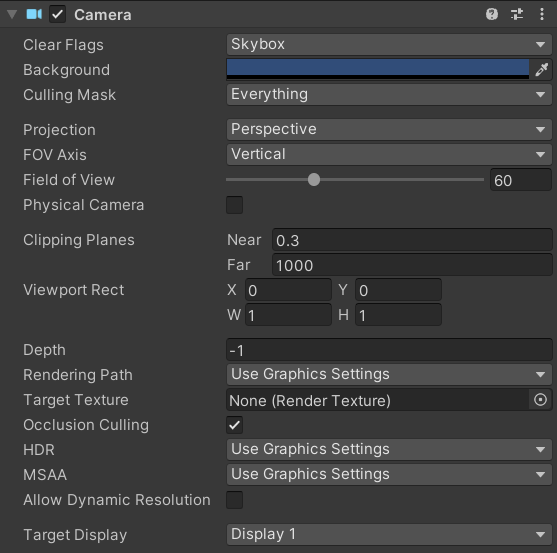 Camera
Clear Flags Skybox
Background
Culling Mask Everything
Projection Perspective
FOV Axis Vertical
Field of View 60
Physical Camera
Clipping Planes Near 0.3
Far 1000
Viewport Rect X 0 Y 0
W 1 H 1
Depth -1
Rendering Path Use Graphics Settings
Target Texture None (Render Texture)
Occlusion Culling
HDR Use Graphics Settings
MSAA Use Graphics Settings
Allow Dynamic Resolution
Target Display Display 1